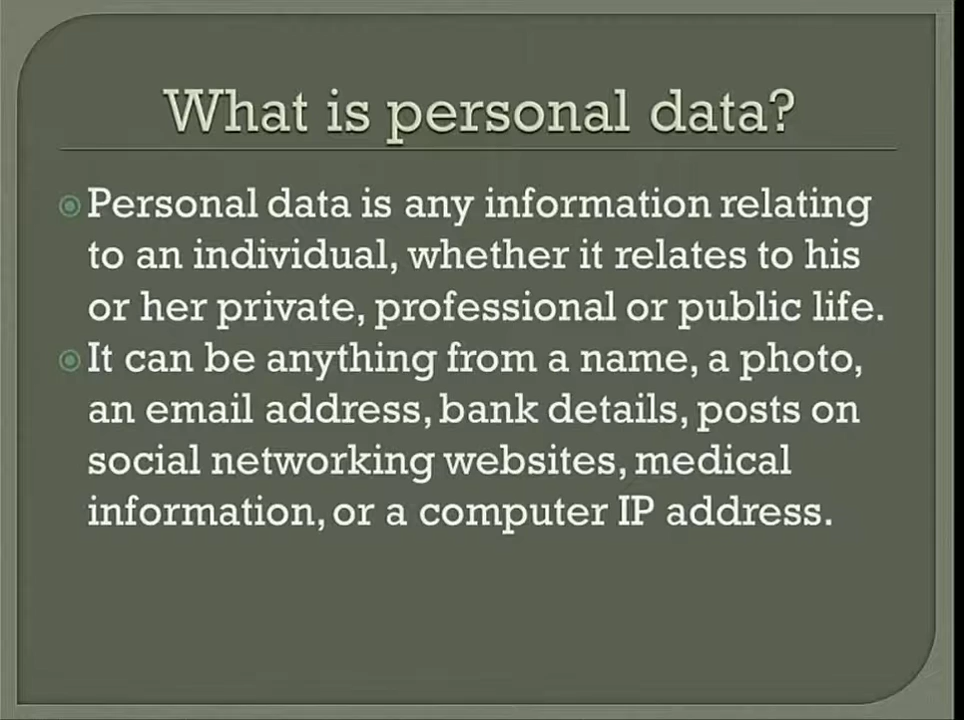 What is personal data?
Personal data is any information relating
to an individual, whether it relates to his
or her private, professional or public life.
It can be anything from a name, a photo,
an email address, bank details, posts on
social networking websites, medical
information, or a computer IP address.